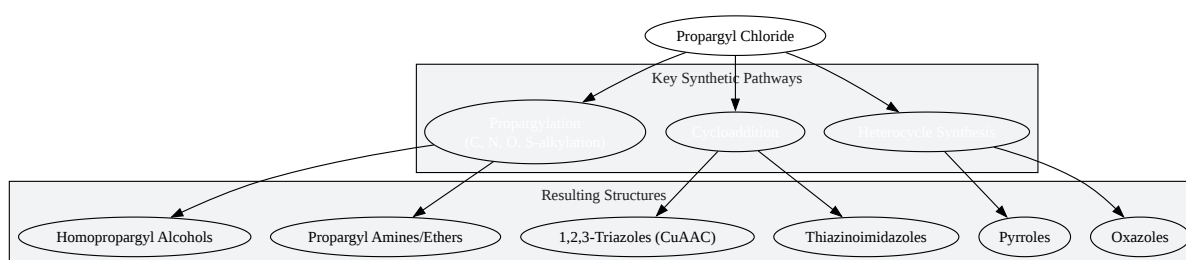 Propargyl Chloride
Key Synthetic Pathways
Propargylation
(C, N, O, S-alkylation)
Cycloaddition
Heterocycle Synthesis
Resulting Structures
Homopropargyl Alcohols
Propargyl Amines/Ethers
1,2,3-Triazoles (CuAAC)
Thiazinoimidazoles
Pyrroles
Oxazoles